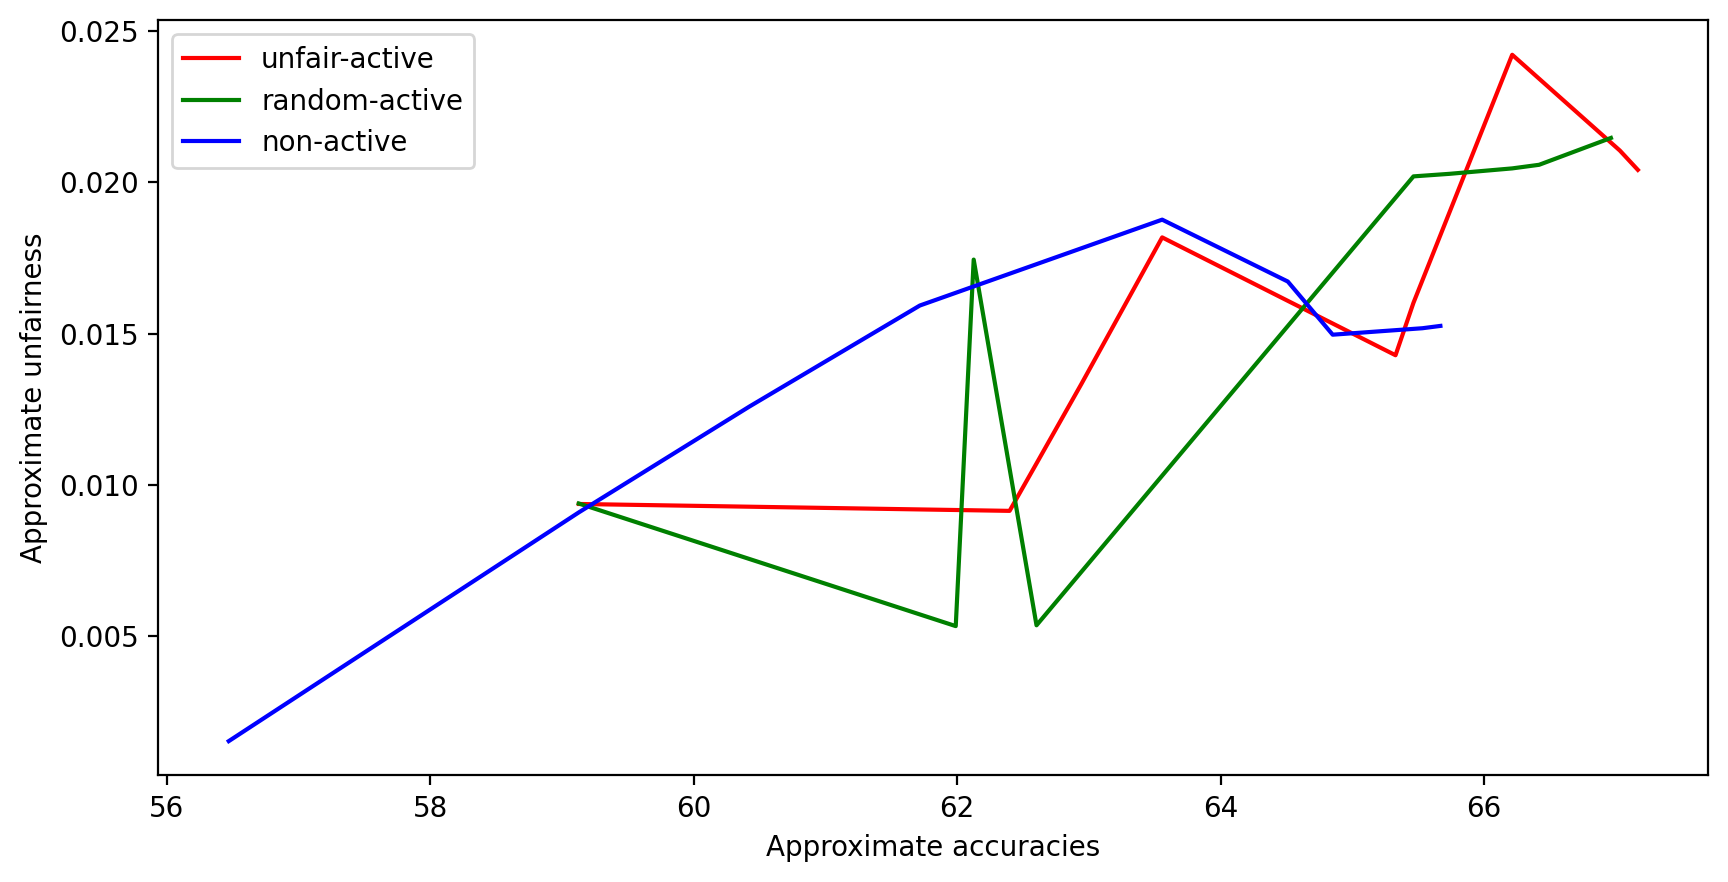 unfair-active
random-active
non-active
Approximate unfairness
0.025
0.020
0.015
0.010
0.005
56 58 60 62 64 66
Approximate accuracies